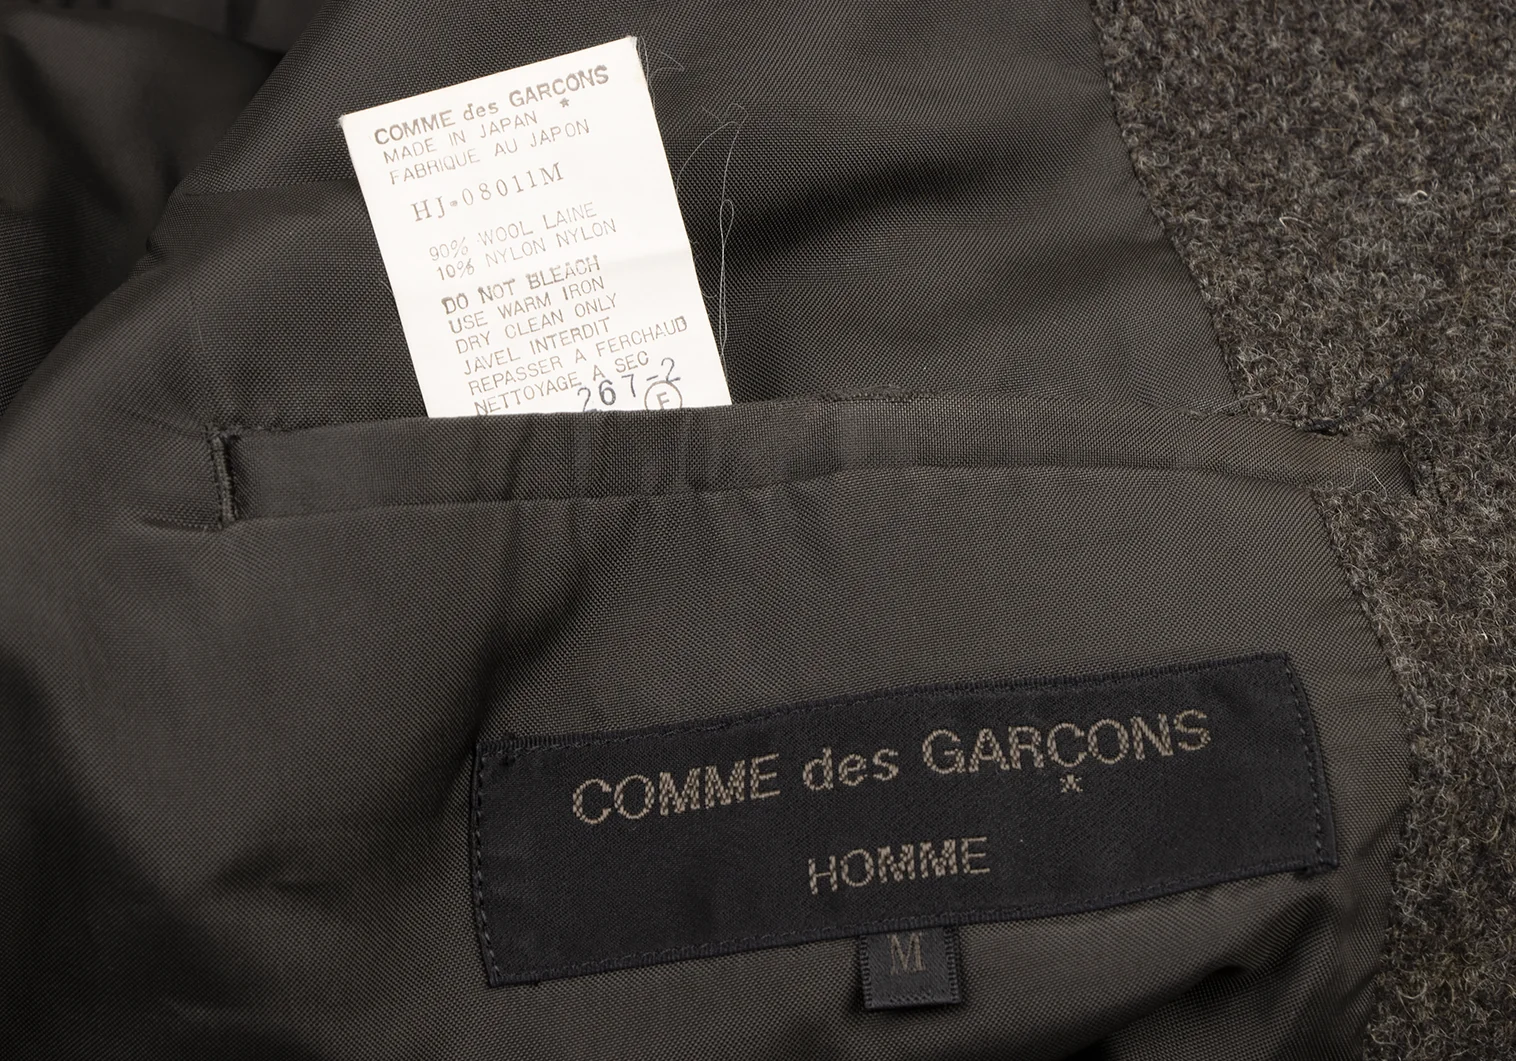 COMME des GARCONS
*
MADE IN JAPAN
FABRIQUE AU JAPON
HJ-08011M
90% WOOL LAINE
10% NYLON NYLON
DO NOT BLEACH
USE WARM IRON
DRY CLEAN ONLY
JAVEL INTERDIT
REPASSER A FERCHAUD
NETTOYAGE A SEC
267-2 F
COMME des GARÇONS
*
HOMME
M